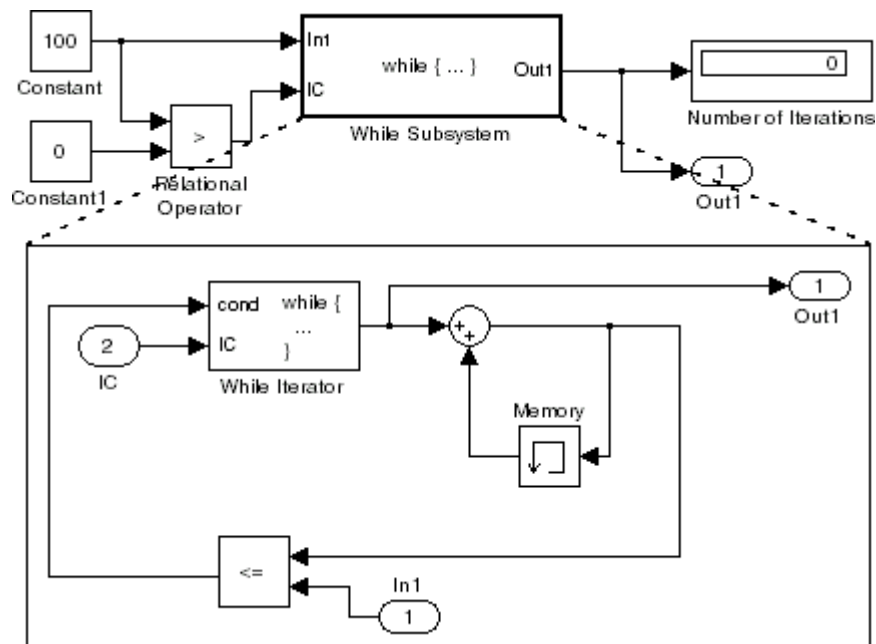 100
Constant
0
Constant1
>
Relational
Operator
In1
IC
while { ... }
Out1
While Subsystem
0
Number of Iterations
1
Out1
cond
IC
while {
...
}
While Iterator
2
IC
+
+
Memory
1
Out1
<=
In1
1